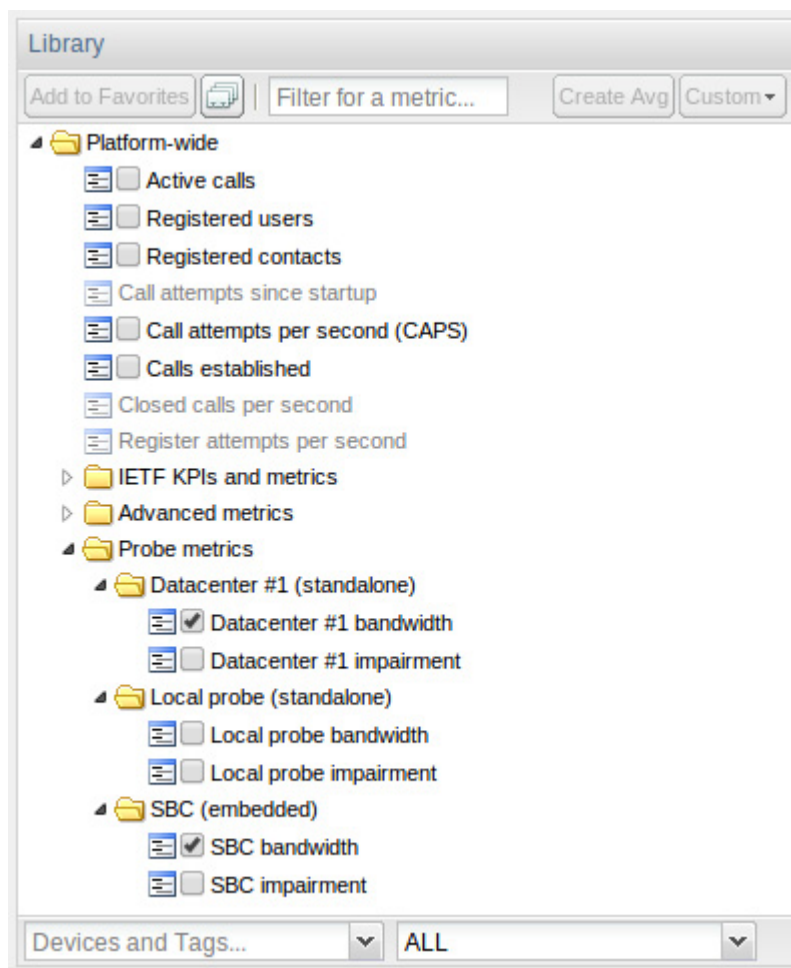 Library
Add to Favorites | Filter for a metric... Create Avg Custom
Platform-wide
Active calls
Registered users
Registered contacts
Call attempts since startup
Call attempts per second (CAPS)
Calls established
Closed calls per second
Register attempts per second
IETF KPIs and metrics
Advanced metrics
Probe metrics
Datacenter #1 (standalone)
Datacenter #1 bandwidth
Datacenter #1 impairment
Local probe (standalone)
Local probe bandwidth
Local probe impairment
SBC (embedded)
SBC bandwidth
SBC impairment
Devices and Tags... ALL